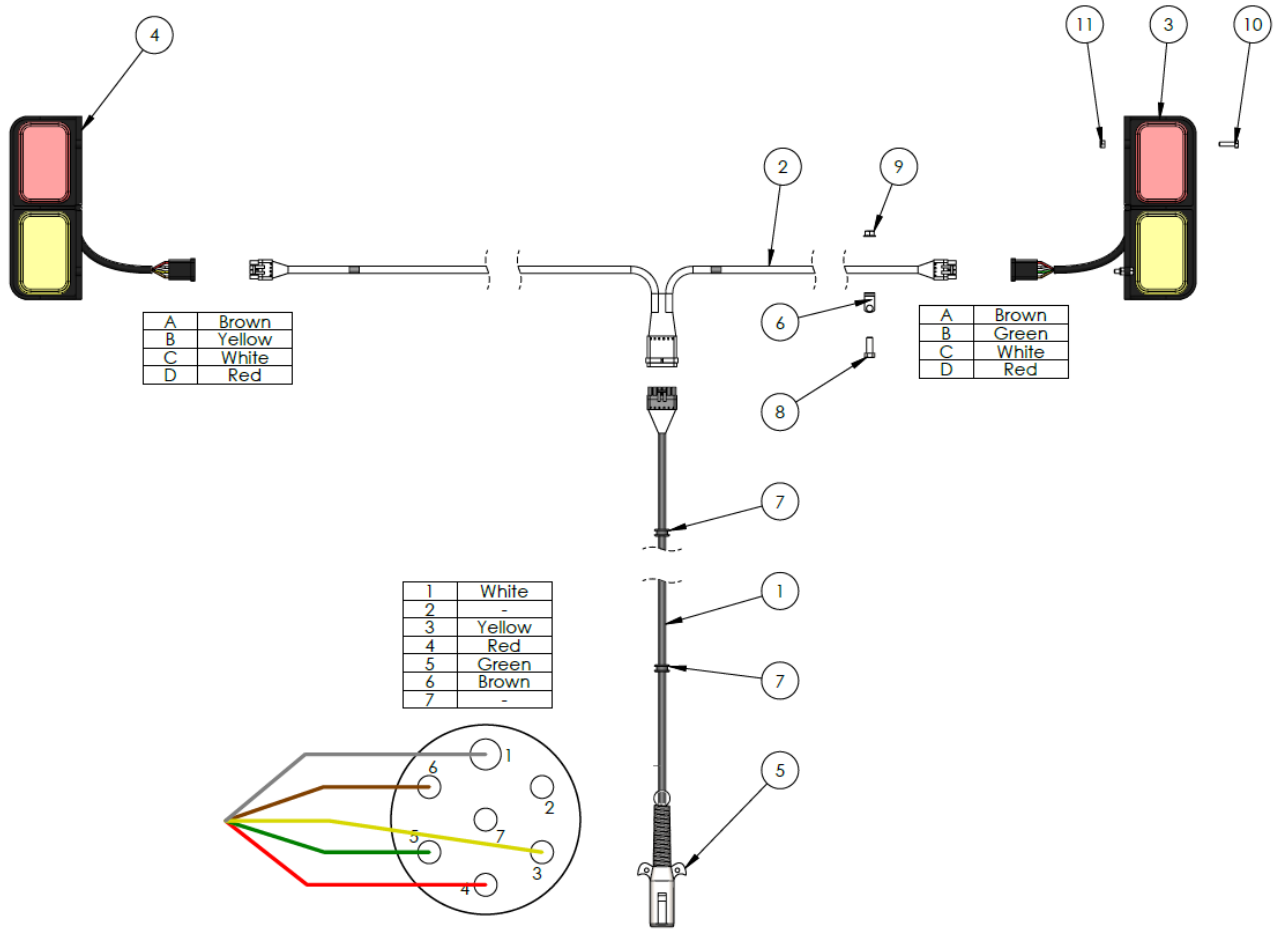 4
11
3
10
2
9
6
8
A Brown
B Yellow
C White
D Red
A Brown
B Green
C White
D Red
7
1
7
5
1 White
2 -
3 Yellow
4 Red
5 Green
6 Brown
7 -
1
6
2
7
5
3
4